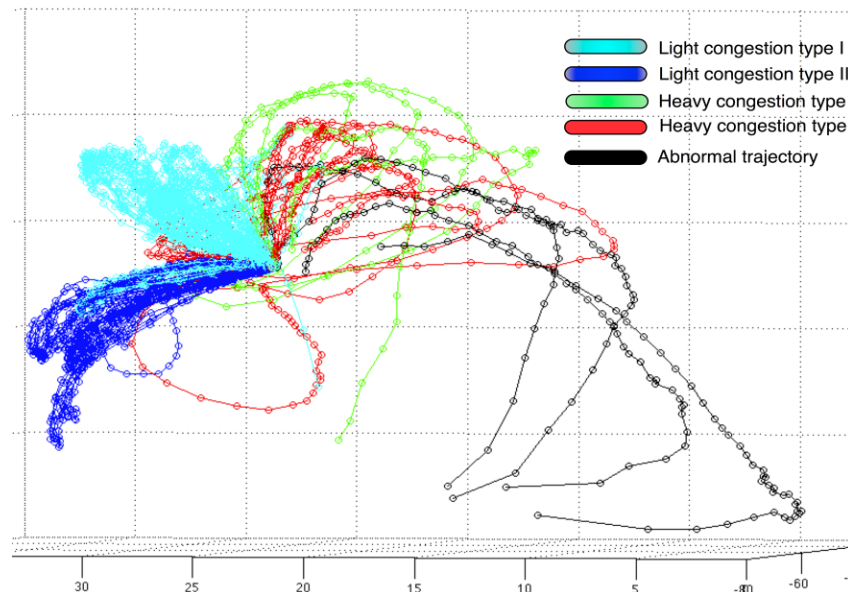 Light congestion type I
Light congestion type II
Heavy congestion type
Heavy congestion type
Abnormal trajectory
30 25 20 15 10 5 -60